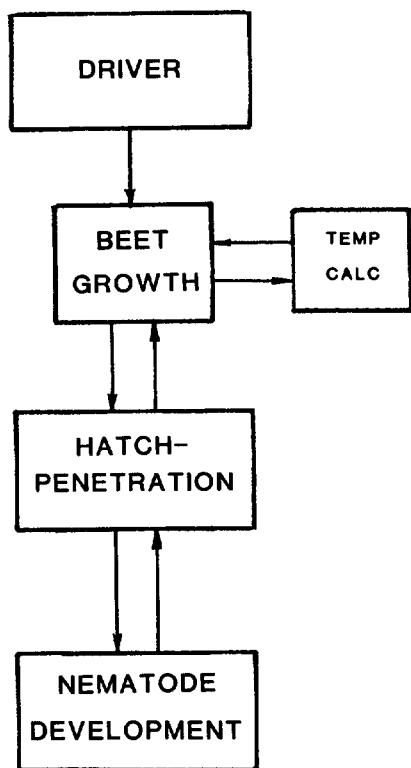 DRIVER
BEET
GROWTH
TEMP
CALC
HATCH-
PENETRATION
NEMATODE
DEVELOPMENT